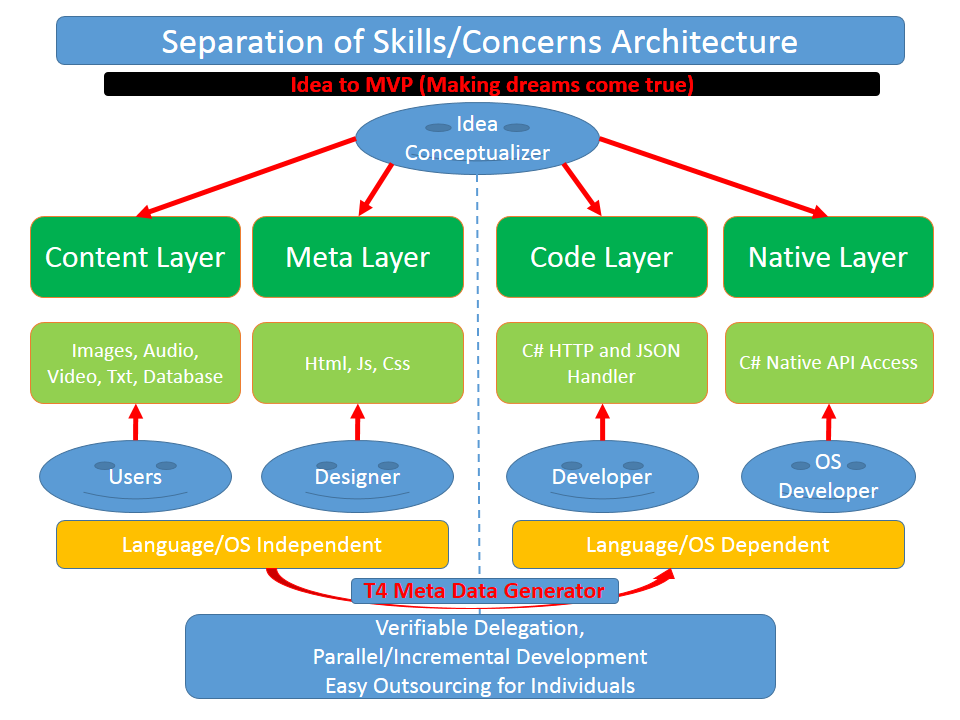 Separation of Skills/Concerns Architecture
Idea to MVP (Making dreams come true)
Idea
Conceptualizer
Content Layer
Meta Layer
Code Layer
Native Layer
Images, Audio,
Video, Txt, Database
Html, Js, Css
C# HTTP and JSON
Handler
C# Native API Access
Users
Designer
Developer
OS
Developer
Language/OS Independent
Language/OS Dependent
T4 Meta Data Generator
Verifiable Delegation,
Parallel/Incremental Development
Easy Outsourcing for Individuals